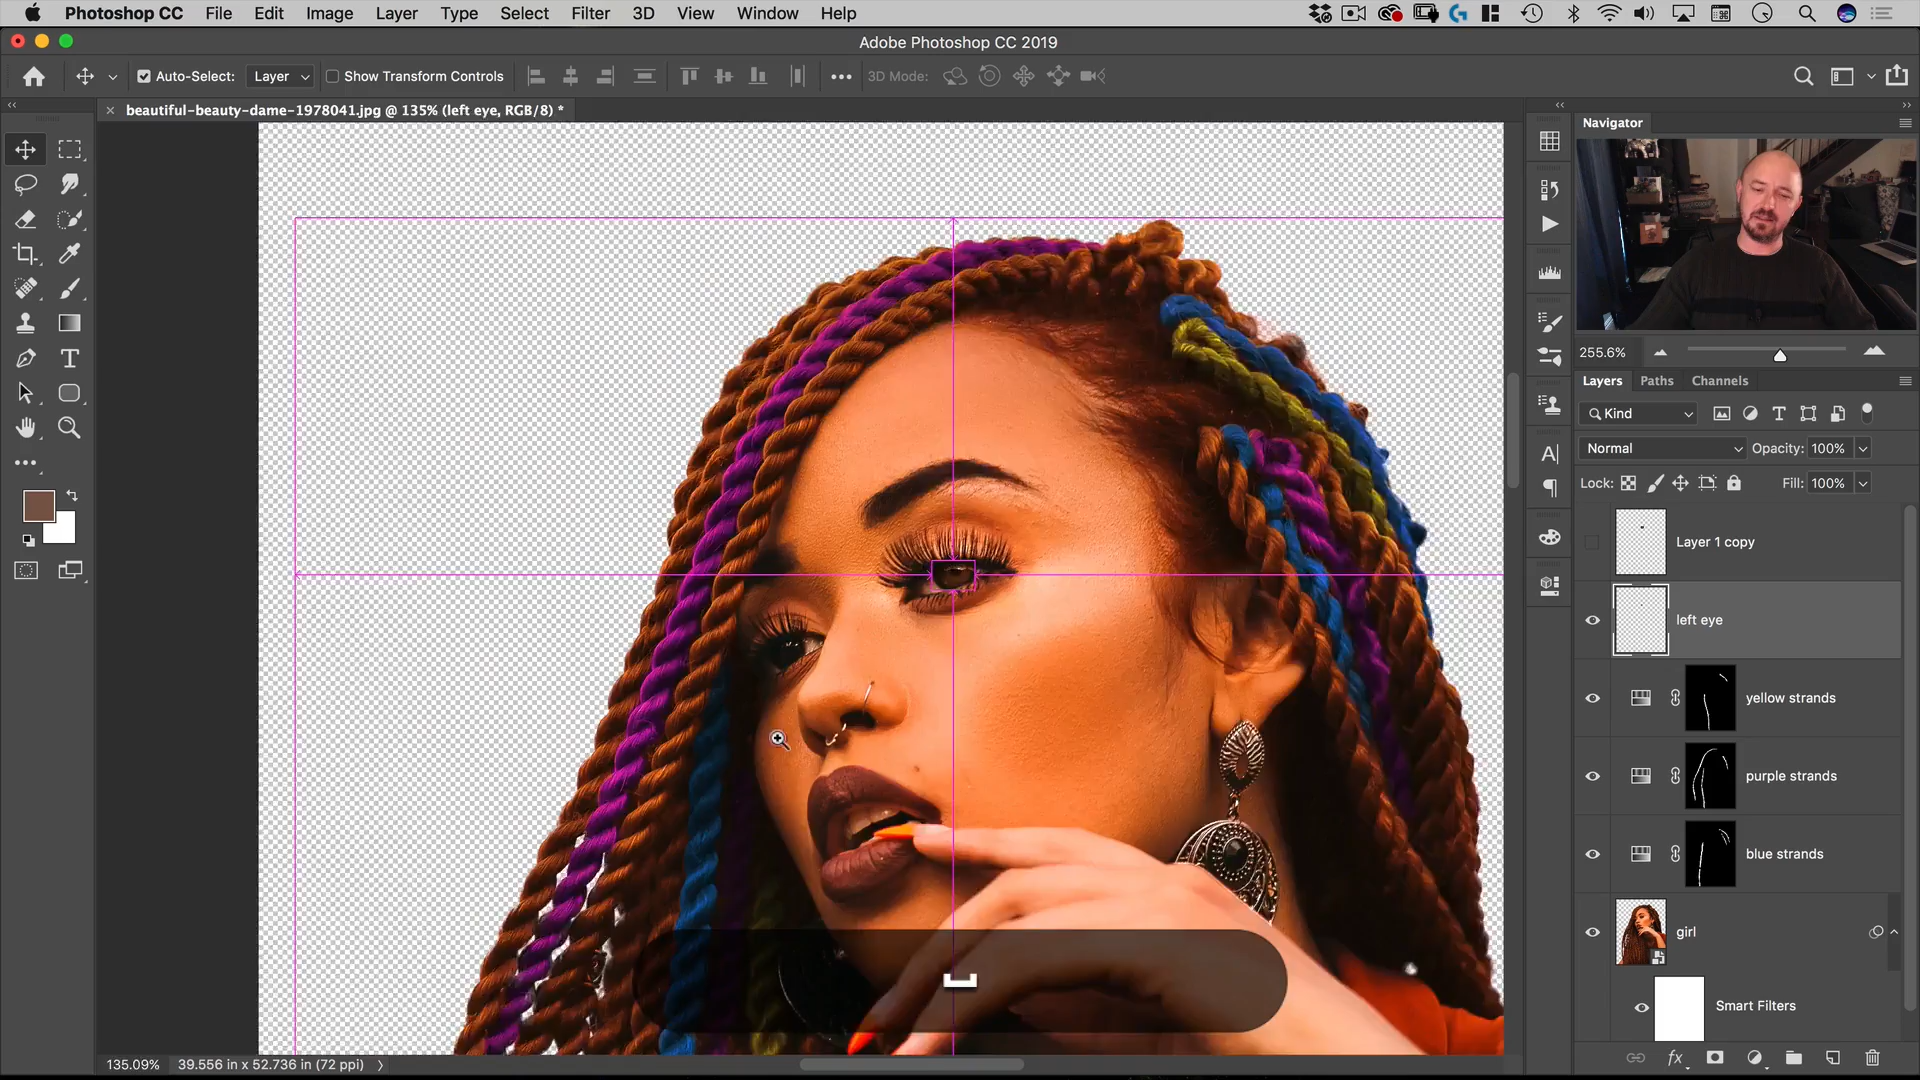 Photoshop CC File Edit Image Layer Type Select Filter 3D View Window Help
Adobe Photoshop CC 2019
Auto-Select: Layer Show Transform Controls 3D Mode:
beautiful-beauty-dame-1978041.jpg @ 135% (left eye, RGB/8) *
Navigator
255.6%
Layers Paths Channels
Kind
Normal Opacity: 100%
Lock: Fill: 100%
Layer 1 copy
left eye
yellow strands
purple strands
blue strands
girl
Smart Filters
135.09% 39.556 in x 52.736 in (72 ppi)